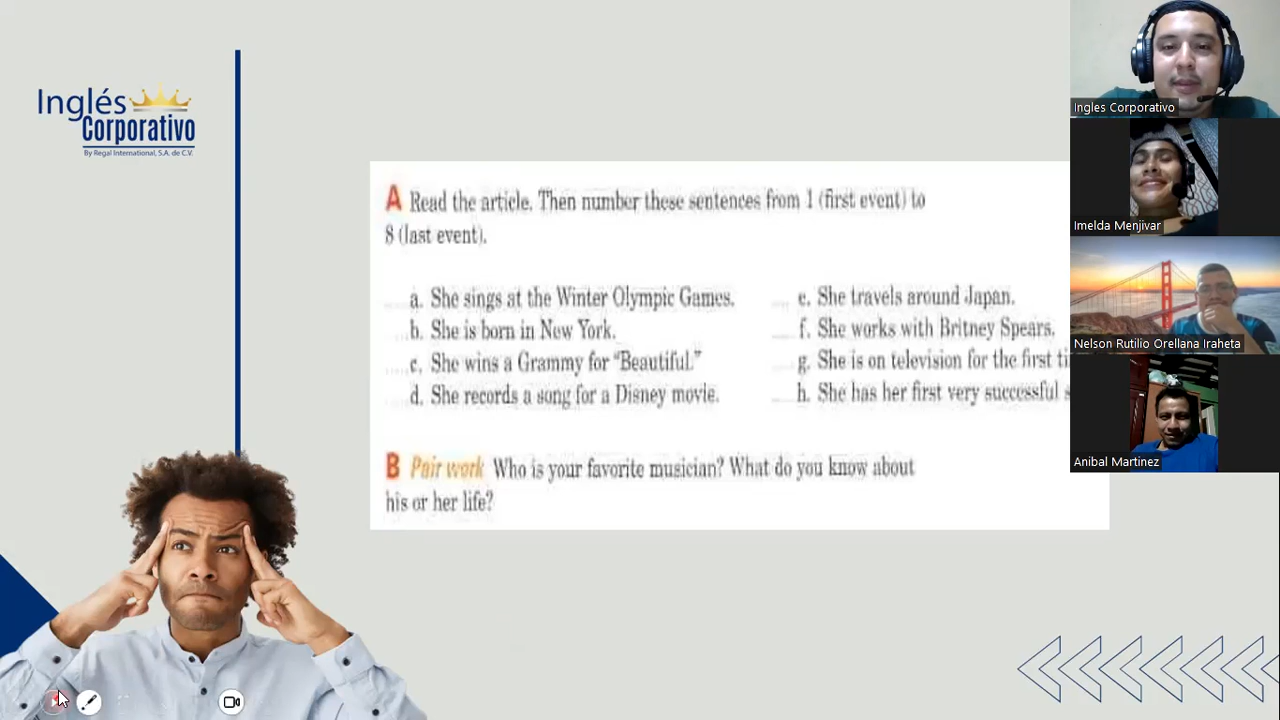 Inglés
Corporativo
By Regal International, S.A. de C.V.
A Read the article. Then number these sentences from 1 (first event) to
8 (last event).
a. She sings at the Winter Olympic Games.
b. She is born in New York.
c. She wins a Grammy for "Beautiful."
d. She records a song for a Disney movie.
e. She travels around Japan.
f. She works with Britney Spears.
g. She is on television for the first
h. She has her first very successful
B Pair work Who is your favorite musician? What do you know about
his or her life?
Ingles Corporativo
Imelda Menjivar
Nelson Rutilio Orellana Iraheta
Anibal Martinez